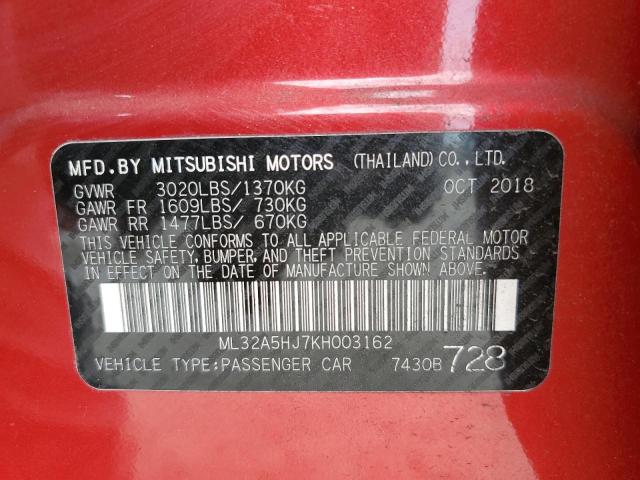 MFD.BY MITSUBISHI MOTORS (THAILAND)CO.,LTD.
GVWR 3020LBS/1370KG OCT 2018
GAWR FR 1609LBS/ 730KG
GAWR RR 1477LBS/ 670KG
THIS VEHICLE CONFORMS TO ALL APPLICABLE FEDERAL MOTOR
VEHICLE SAFETY, BUMPER, AND THEFT PREVENTION STANDARDS
IN EFFECT ON THE DATE OF MANUFACTURE SHOWN ABOVE.
ML32A5HJ7KH003162
VEHICLE TYPE:PASSENGER CAR 7430B 728